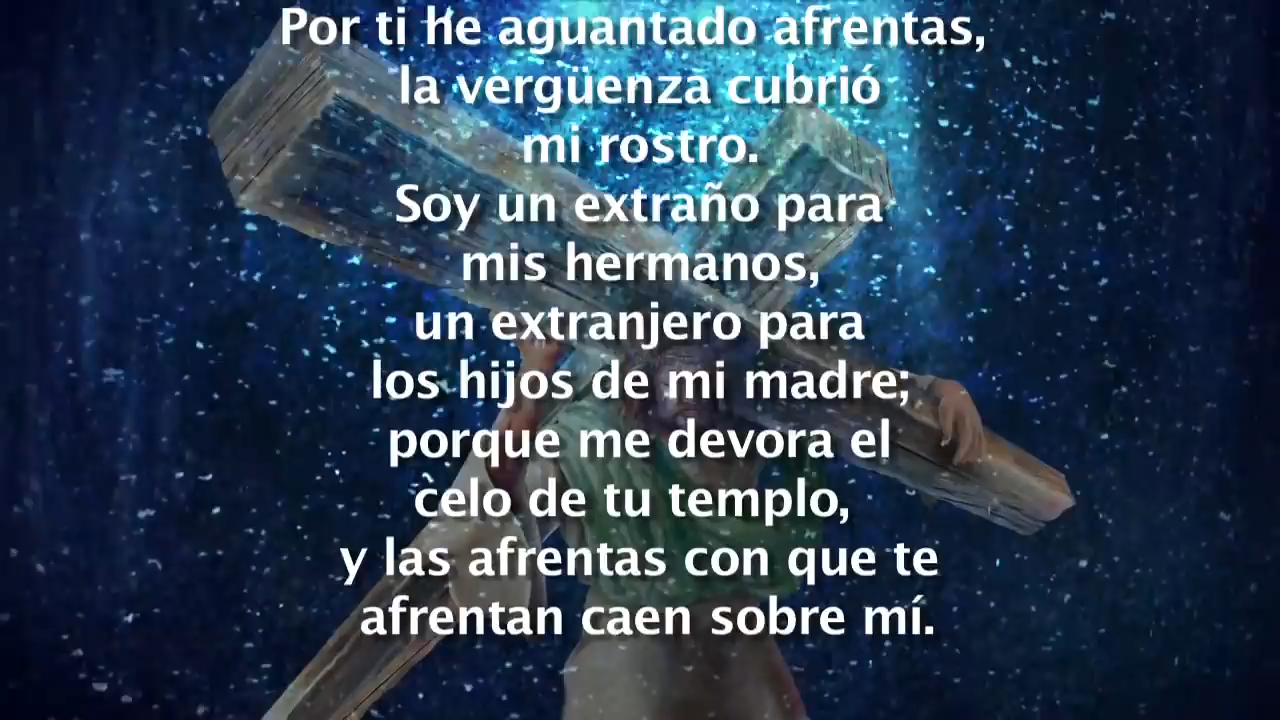 Por ti he aguantado afrentas,
la vergüenza cubrió
mi rostro.
Soy un extraño para
mis hermanos,
un extranjero para
los hijos de mi madre;
porque me devora el
celo de tu templo,
y las afrentas con que te
afrentan caen sobre mí.